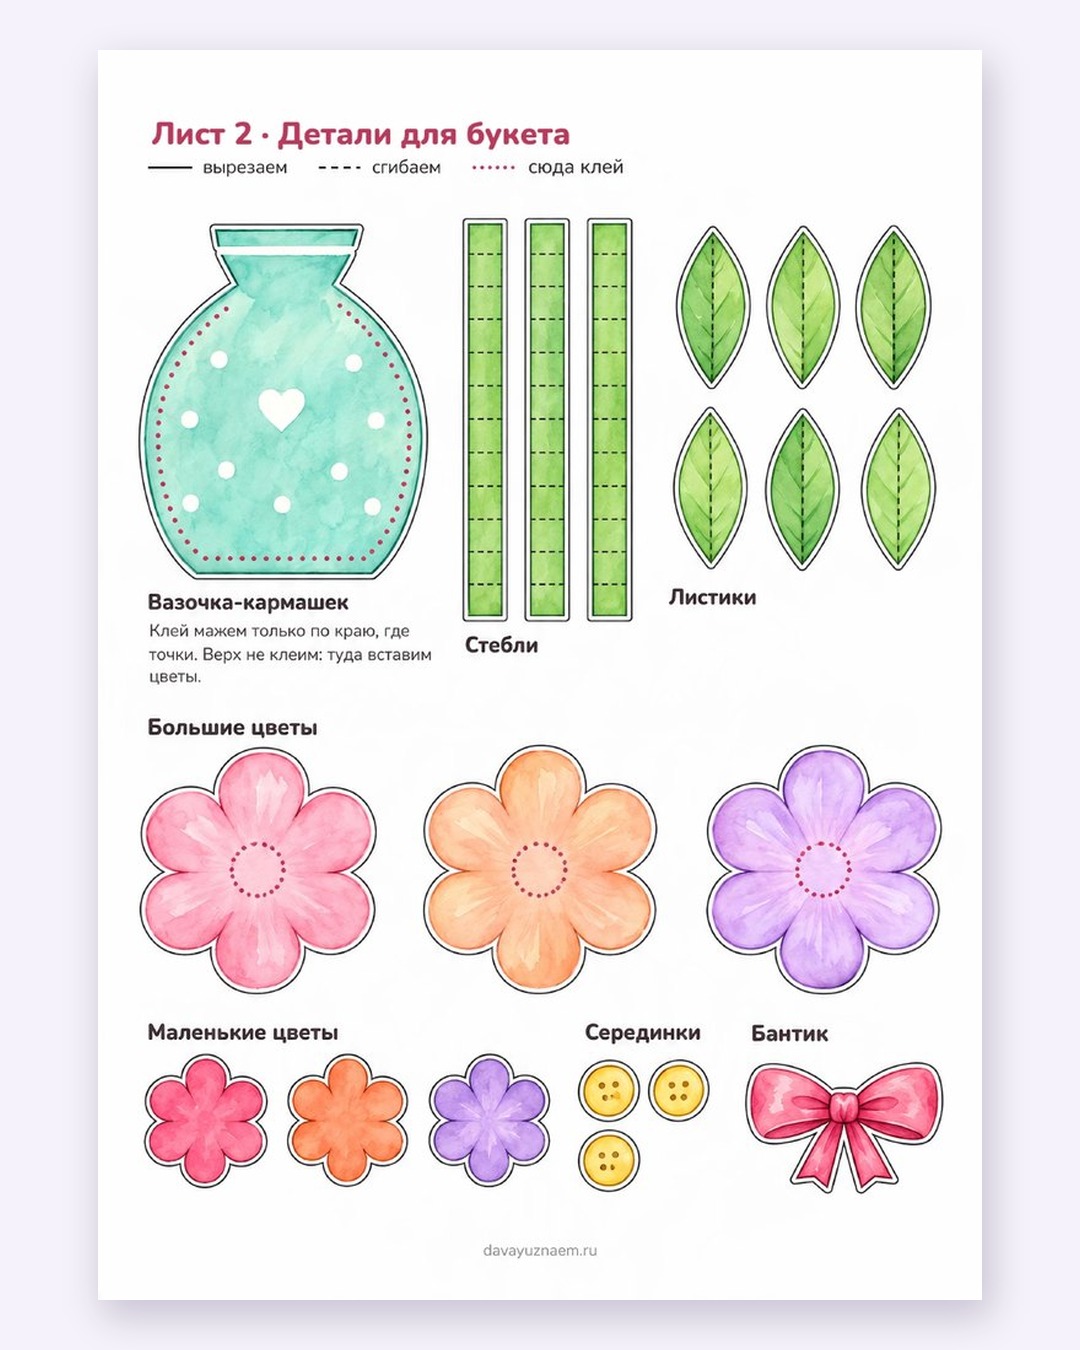 Лист 2 · Детали для букета
вырезаем сгибаем сюда клей
Вазочка-кармашек
Клей мажем только по краю, где
точки. Верх не клеим: туда вставим
цветы.
Стебли
Листики
Большие цветы
Маленькие цветы
Серединки
Бантик
davayuznaem.ru